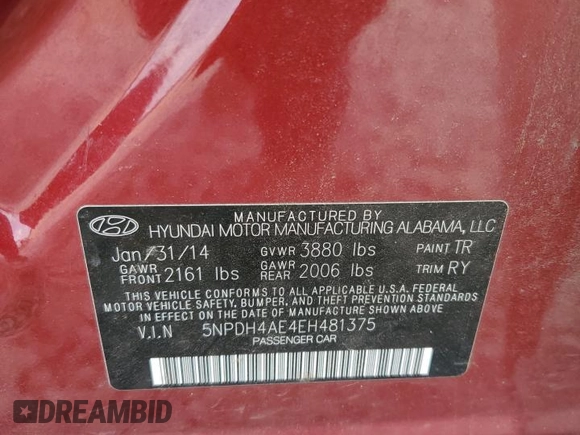 MANUFACTURED BY
HYUNDAI MOTOR MANUFACTURING ALABAMA, LLC
Jan/31/14 GVWR 3880 lbs PAINT TR
GAWR FRONT 2161 lbs GAWR REAR 2006 lbs TRIM RY
THIS VEHICLE CONFORMS TO ALL APPLICABLE U.S.A. FEDERAL
MOTOR VEHICLE SAFETY, BUMPER, AND THEFT PREVENTION
STANDARDS IN EFFECT ON THE DATE OF MANUFACTURE SHOWN ABOVE
V.I.N 5NPDH4AE4EH481375
PASSENGER CAR
DREAMBID